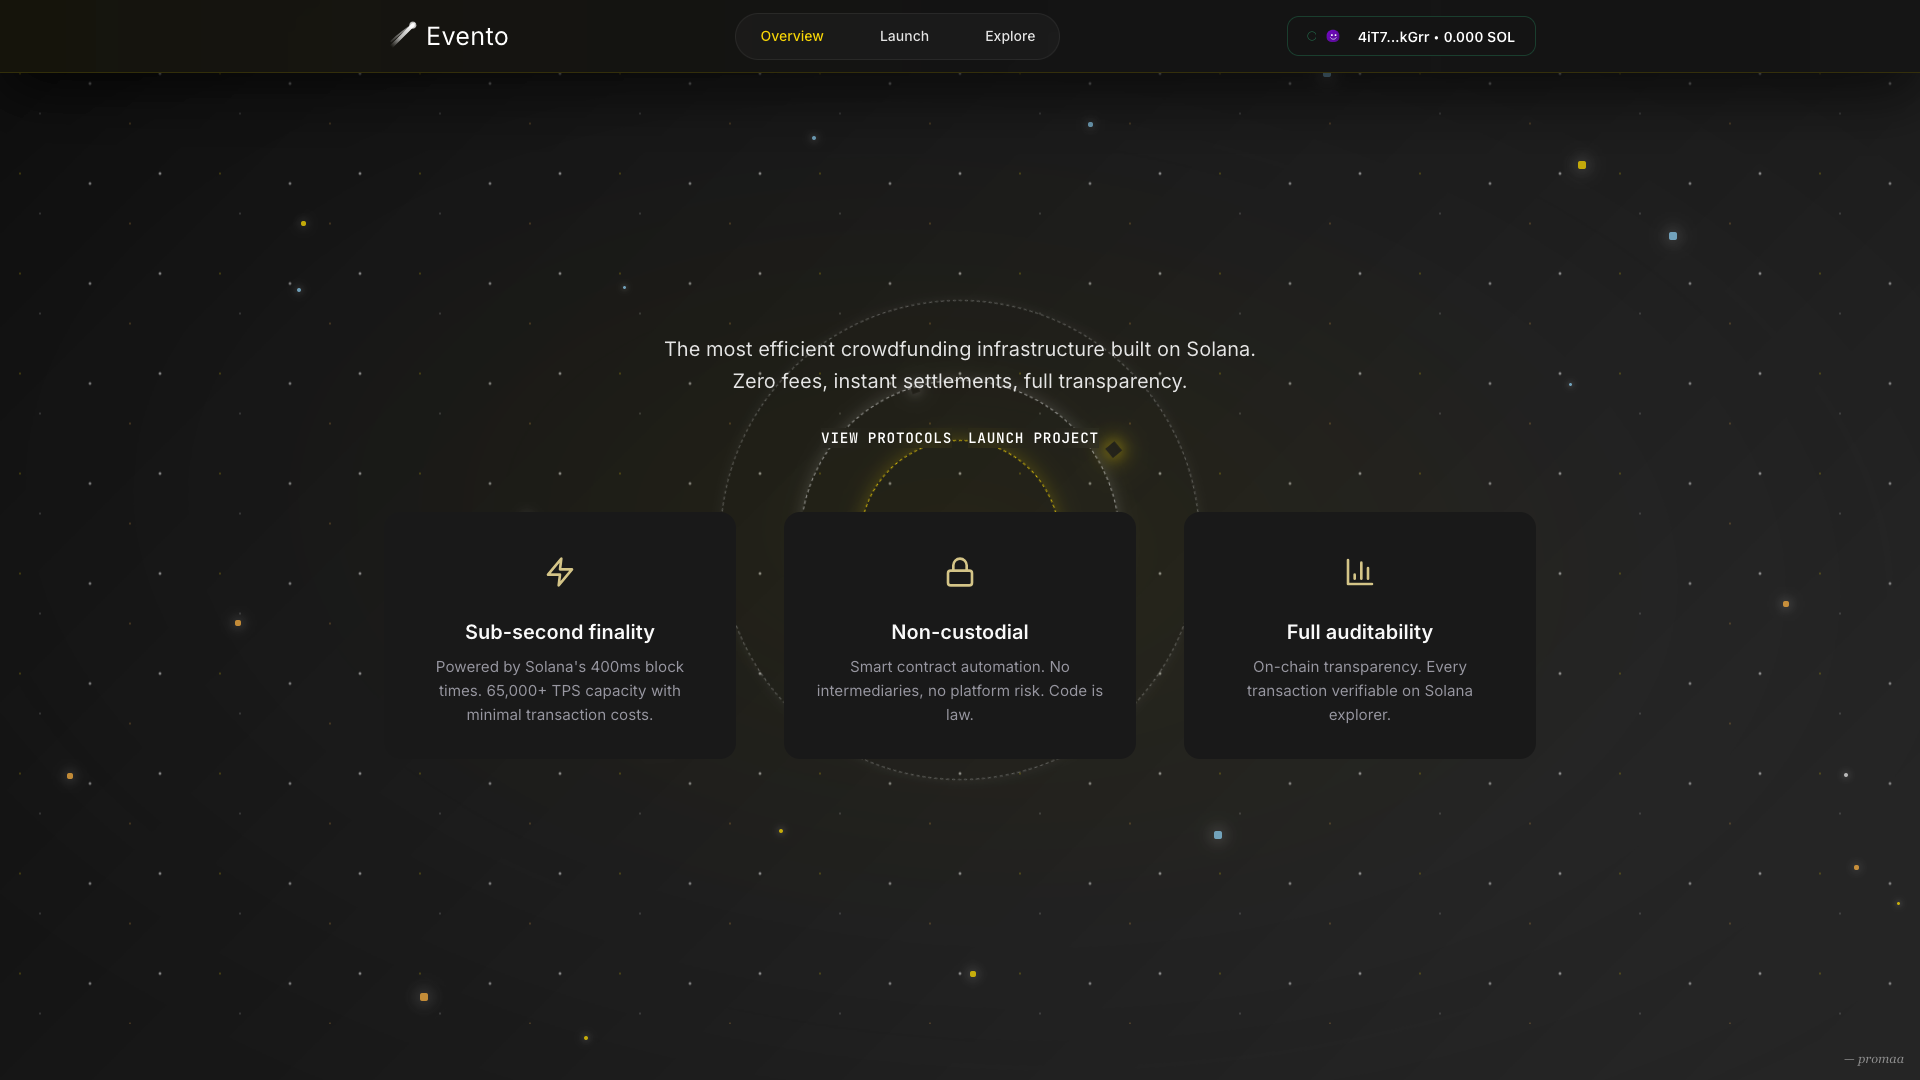 Evento
Overview
Launch
Explore
4iT7...kGrr • 0.000 SOL
The most efficient crowdfunding infrastructure built on Solana.
Zero fees, instant settlements, full transparency.
VIEW PROTOCOLS
LAUNCH PROJECT
Sub-second finality
Powered by Solana's 400ms block
times. 65,000+ TPS capacity with
minimal transaction costs.
Non-custodial
Smart contract automation. No
intermediaries, no platform risk. Code is
law.
Full auditability
On-chain transparency. Every
transaction verifiable on Solana
explorer.
— promaa